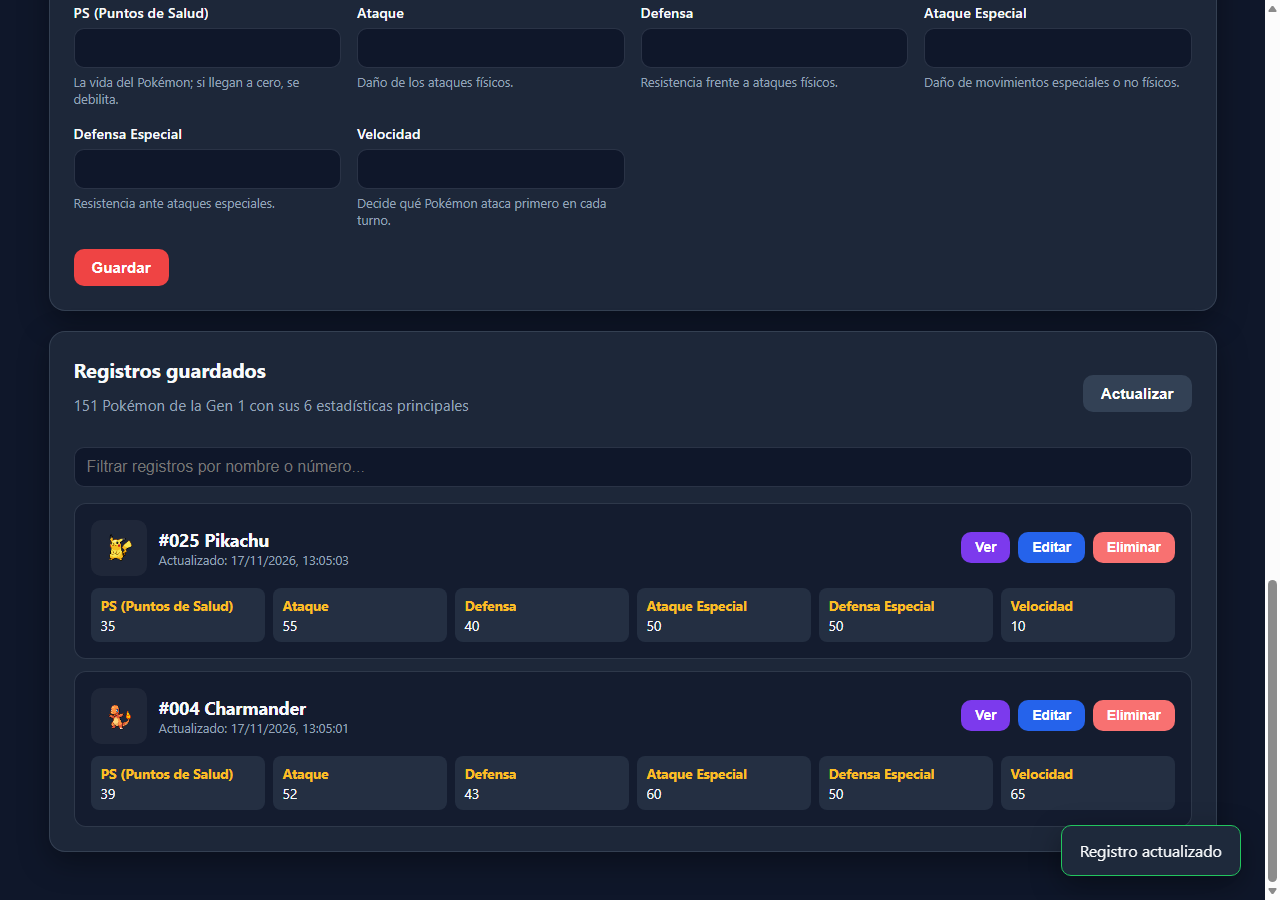 PS (Puntos de Salud)
Ataque
Defensa
Ataque Especial
La vida del Pokémon; si llegan a cero, se
debilita.
Daño de los ataques físicos.
Resistencia frente a ataques físicos.
Daño de movimientos especiales o no físicos.
Defensa Especial
Velocidad
Resistencia ante ataques especiales.
Decide qué Pokémon ataca primero en cada
turno.
Guardar
Registros guardados
151 Pokémon de la Gen 1 con sus 6 estadísticas principales
Actualizar
Filtrar registros por nombre o número...
#025 Pikachu
Actualizado: 17/11/2026, 13:05:03
Ver
Editar
Eliminar
PS (Puntos de Salud)
35
Ataque
55
Defensa
40
Ataque Especial
50
Defensa Especial
50
Velocidad
10
#004 Charmander
Actualizado: 17/11/2026, 13:05:01
Ver
Editar
Eliminar
PS (Puntos de Salud)
39
Ataque
52
Defensa
43
Ataque Especial
60
Defensa Especial
50
Velocidad
65
Registro actualizado